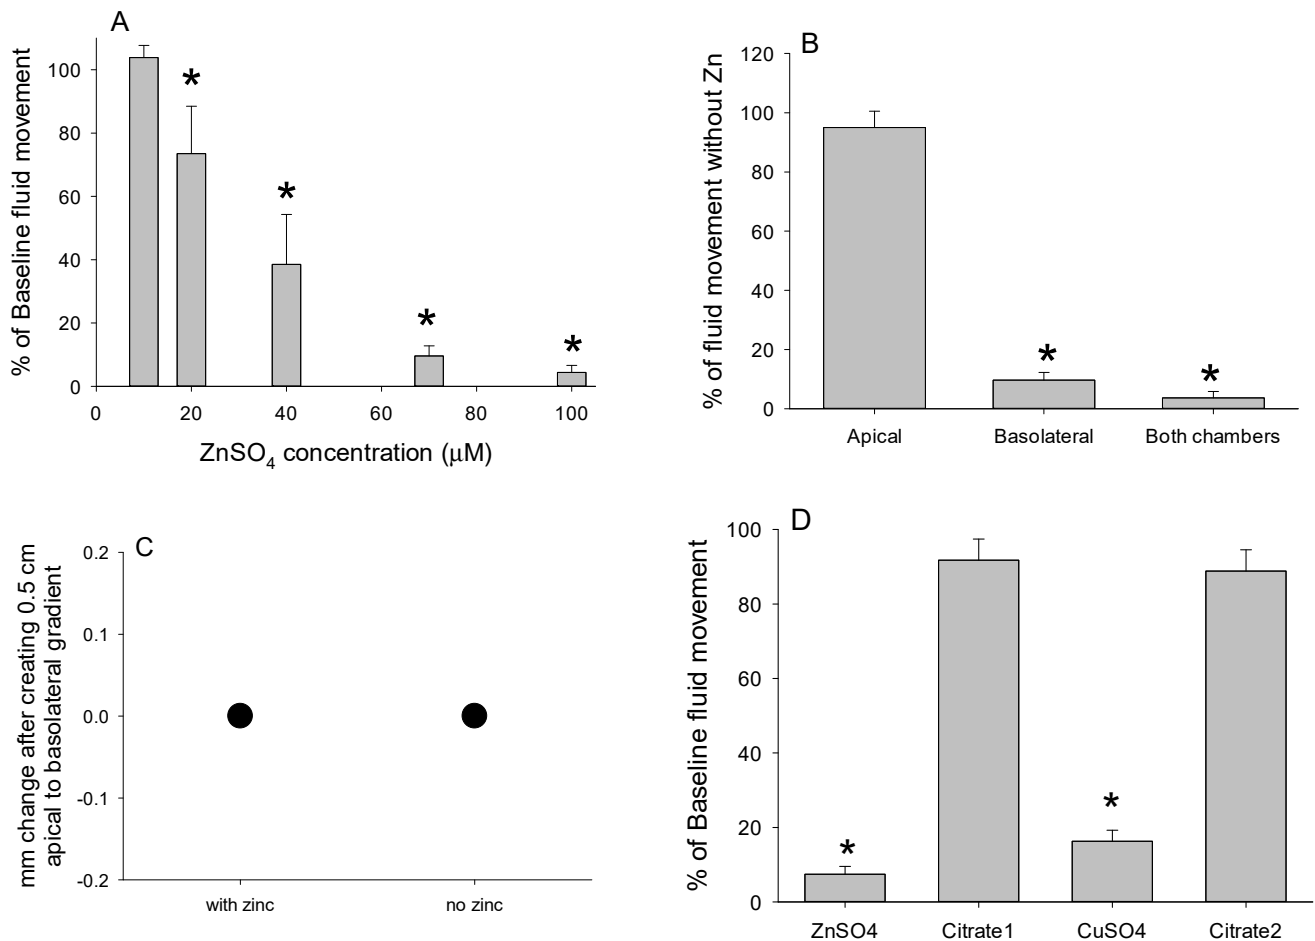 A
% of Baseline fluid movement
100
80
60
40
20
0
*
*
*
*
0 20 40 60 80 100
ZnSO4 concentration (μM)
B
% of fluid movement without Zn
120
100
80
60
40
20
0
*
*
Apical Basolateral Both chambers
C
mm change after creating 0.5 cm
apical to basolateral gradient
0.2
0.1
0.0
-0.1
-0.2
with zinc no zinc
D
% of Baseline fluid movement
100
80
60
40
20
0
*
*
ZnSO4 Citrate1 CuSO4 Citrate2